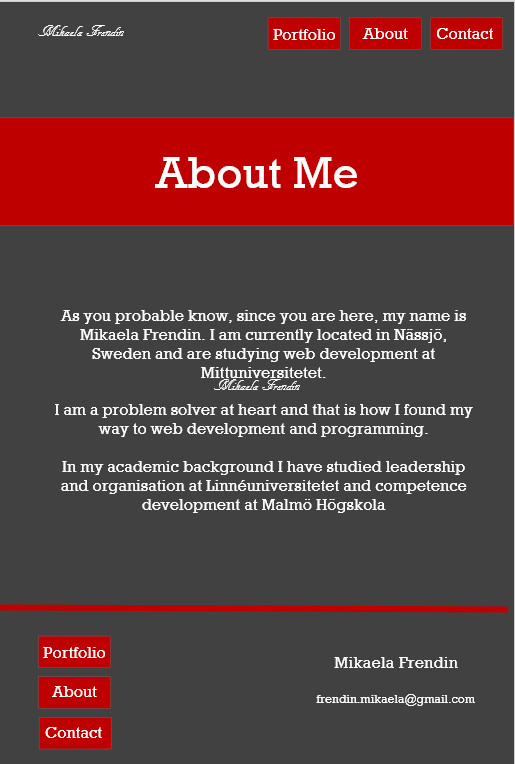 Mikaela Frendin
Portfolio
About
Contact
About Me
As you probable know, since you are here, my name is
Mikaela Frendin. I am currently located in Nässjö,
Sweden and are studying web development at
Mittuniversitetet.
Mikaela Frendin
I am a problem solver at heart and that is how I found my
way to web development and programming.
In my academic background I have studied leadership
and organisation at Linnéuniversitetet and competence
development at Malmö Högskola
Portfolio
About
Contact
Mikaela Frendin
frendin.mikaela@gmail.com